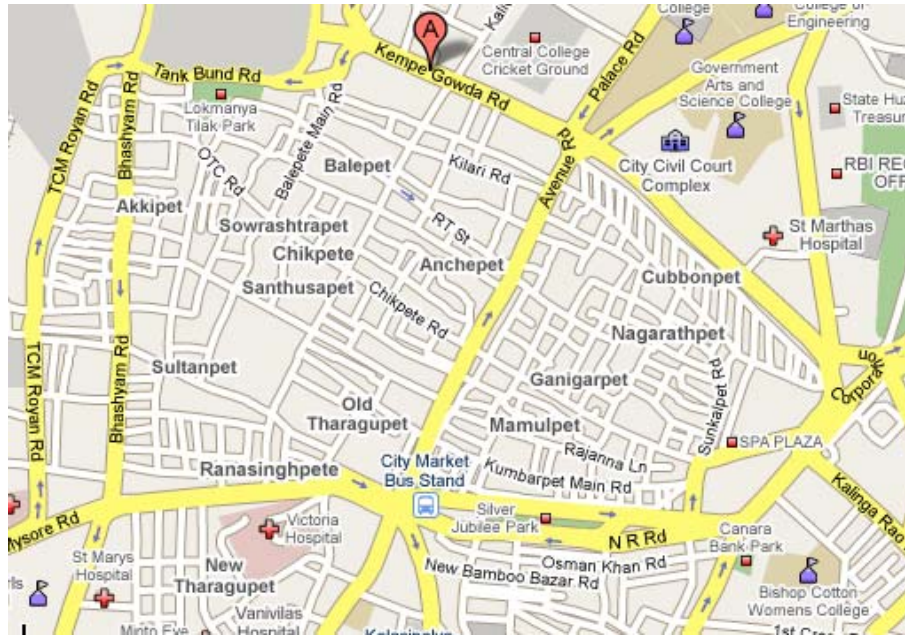 College
College of
Engineering
A
Kali
Kempe Gowda Rd
Central College
Cricket Ground
Palace Rd
Government
Arts and
Science College
State Huz
Treasur
Tank Bund Rd
Lokmanya
Tilak Park
TCM Royan Rd
Bhashyam Rd
Balepete Main Rd
OTC Rd
Balepet
Kilari Rd
Avenue Rd
City Civil Court
Complex
RBI REG
OFF
Akkipet
Sowrashtrapet
RT St
St Marthas
Hospital
Chikpete
Anchepet
Santhusapet
Chikpete Rd
Cubbonpet
Nagarathpet
Sultanpet
TCM Royan Rd
Bhashyam Rd
Ganigarpet
Sunkalpet Rd
Corporation
Old
Tharagupet
Mamulpet
Rajanna Ln
SPA PLAZA
Ranasinghpete
City Market
Bus Stand
Kumbarpet Main Rd
Kalinga Rao
Mysore Rd
Victoria
Hospital
Silver
Jubilee Park
N R Rd
Canara
Bank Park
St Marys
Hospital
New
Tharagupet
Osman Khan Rd
New Bamboo Bazar Rd
Bishop Cotton
Womens College
Vanivilas
Hospital
Minto Eye
Kalasipalya
1st Cros